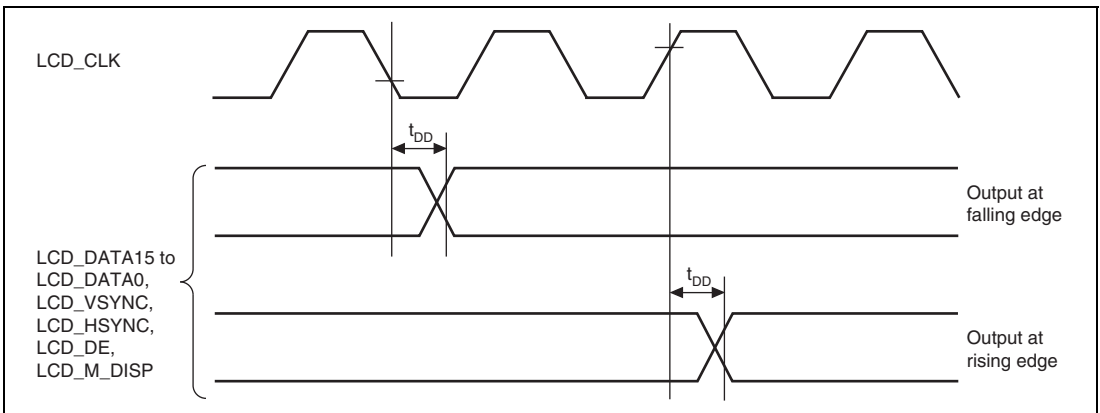 LCD_CLK
tDD
Output at
falling edge
LCD_DATA15 to
LCD_DATA0,
LCD_VSYNC,
LCD_HSYNC,
LCD_DE,
LCD_M_DISP
tDD
Output at
rising edge